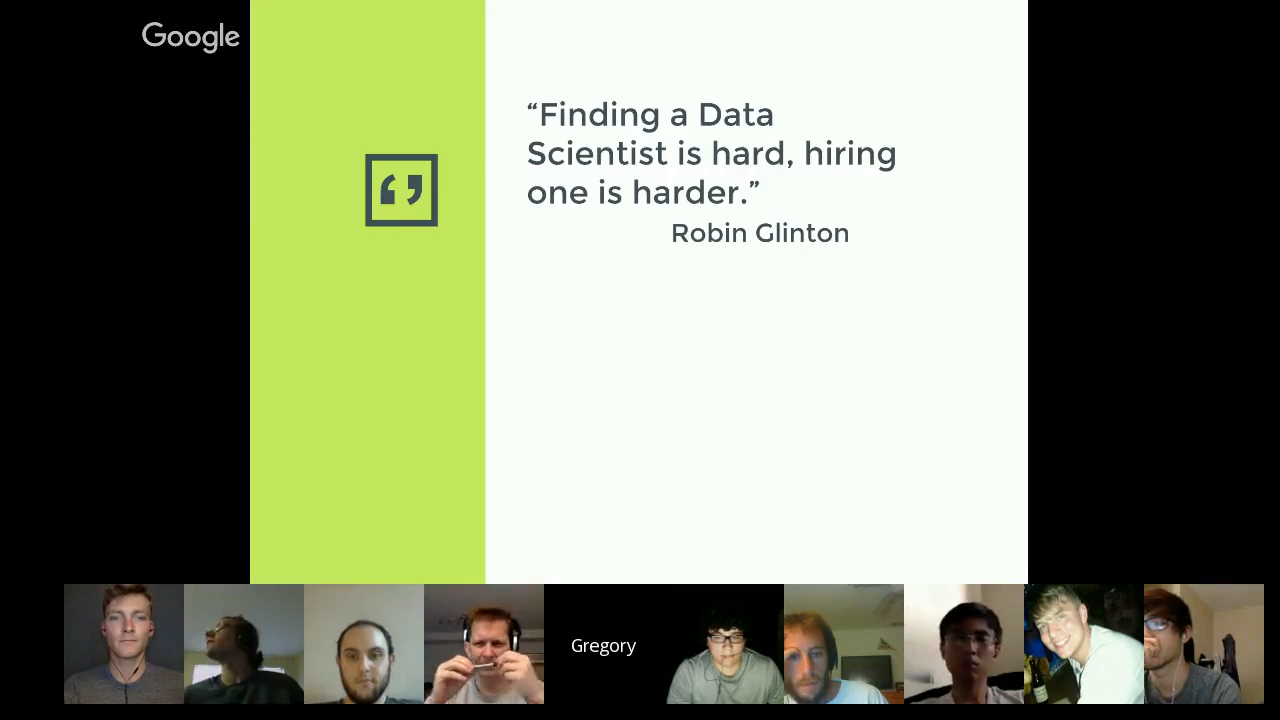 Google
“Finding a Data
Scientist is hard, hiring
one is harder.”
Robin Glinton
Gregory